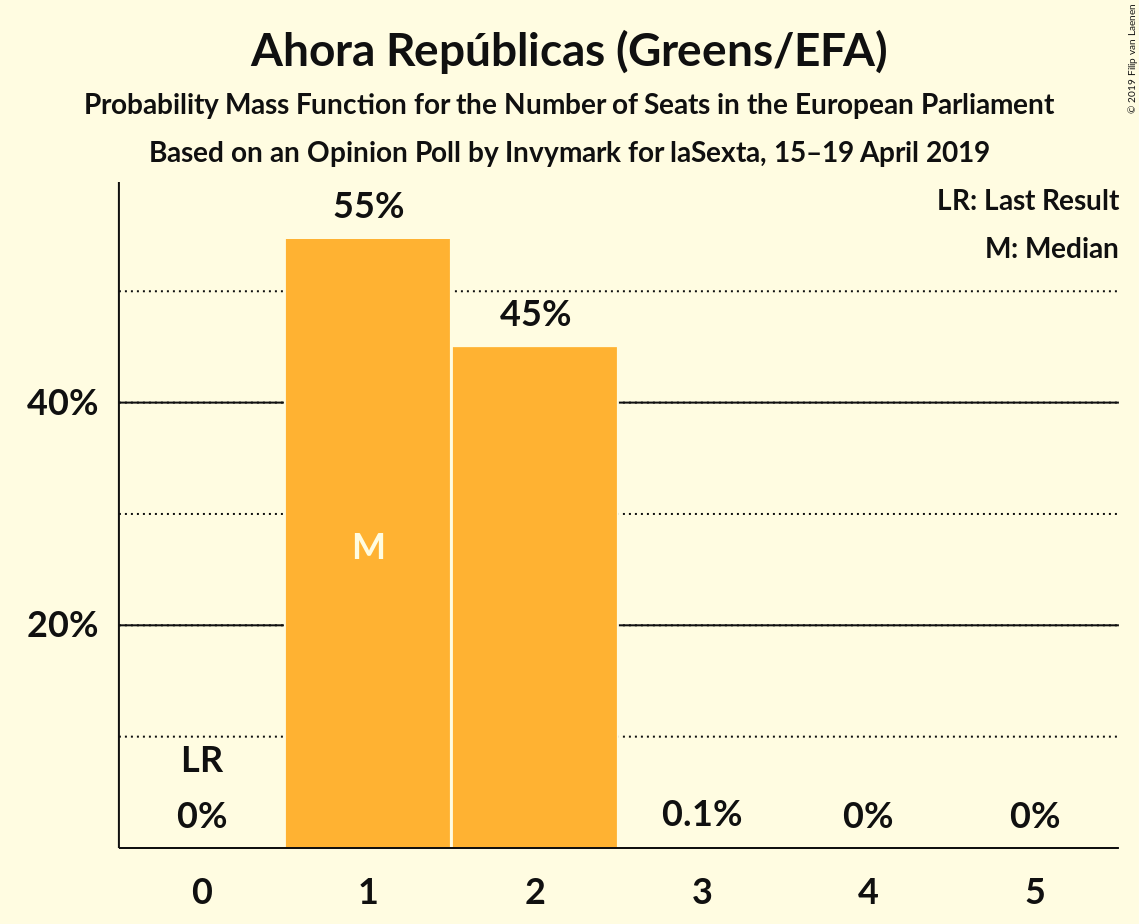 Ahora Repúblicas (Greens/EFA)
Probability Mass Function for the Number of Seats in the European Parliament
Based on an Opinion Poll by Invymark for laSexta, 15–19 April 2019
© 2019 Filip van Laenen
LR: Last Result
M: Median
55%
45%
40%
M
20%
LR
0%
0.1%
0%
0%
0
1
2
3
4
5